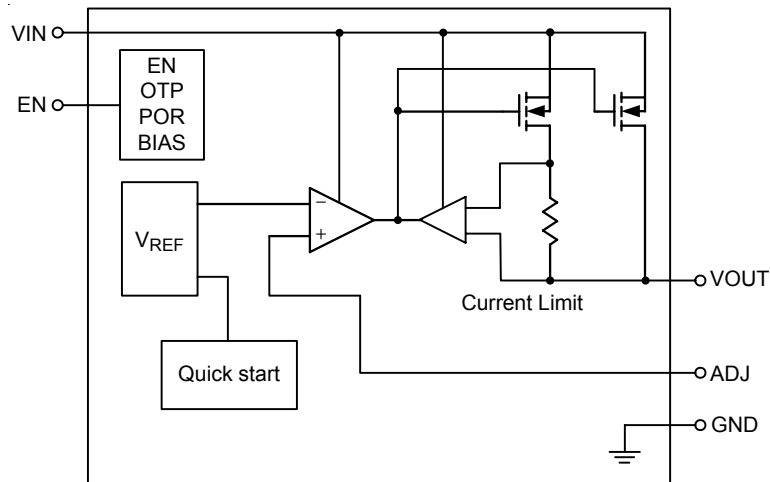 VIN
EN
EN
OTP
POR
BIAS
VREF
−
+
Current Limit
VOUT
Quick start
ADJ
GND